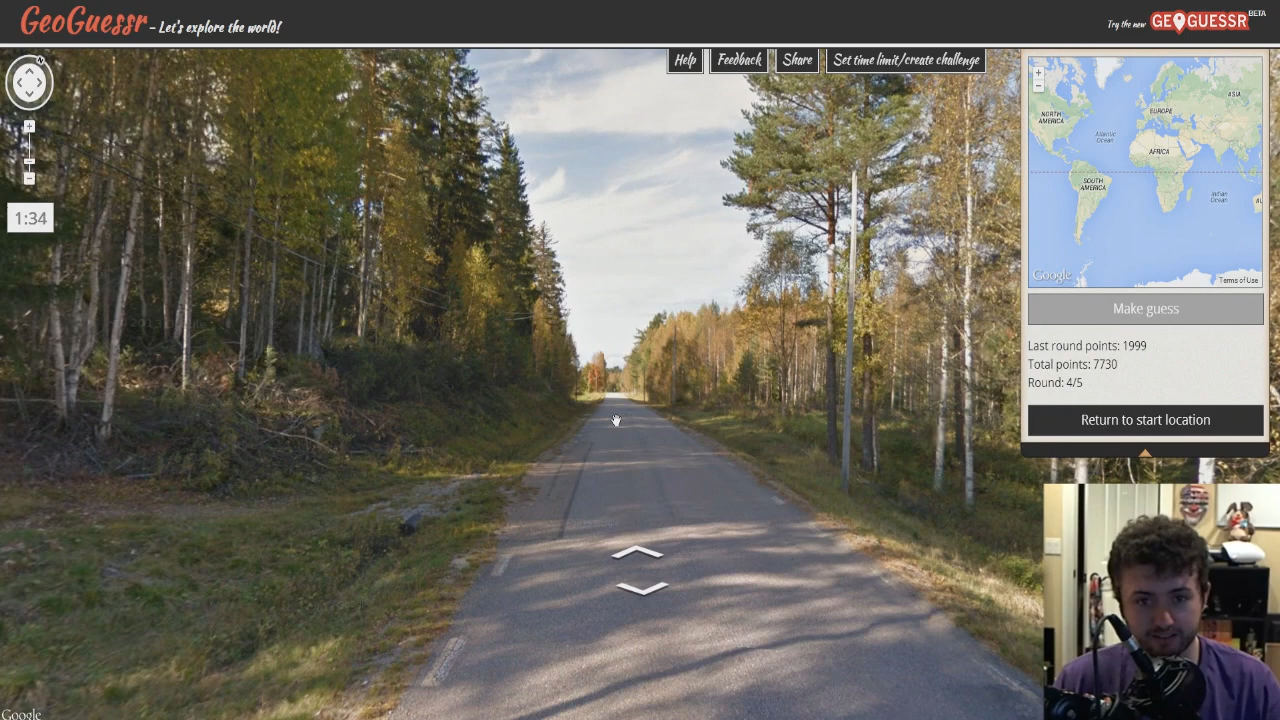 GeoGuessr - Let's explore the world!
Try the new GEOGUESSR BETA
Help
Feedback
Share
Set time limit/create challenge
N
1:34
+
-
NORTH AMERICA
EUROPE
ASIA
Atlantic Ocean
AFRICA
SOUTH AMERICA
Indian Ocean
AU
Google
Terms of Use
Make guess
Last round points: 1999
Total points: 7730
Round: 4/5
Return to start location
Google